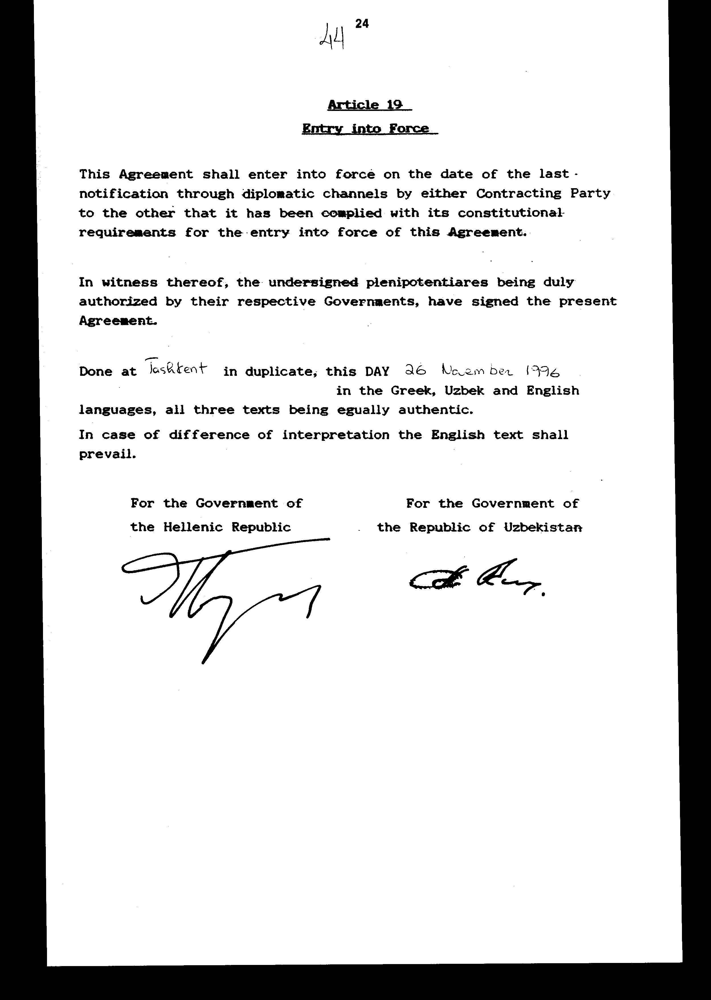 24
44
Article 19
Entry into Force
This Agreement shall enter into force on the date of the last
notification through diplomatic channels by either Contracting Party
to the other that it has been complied with its constitutional
requirements for the entry into force of this Agreement.
In witness thereof, the undersigned plenipotentiares being duly
authorized by their respective Governments, have signed the present
Agreement.
Done at Tashkent in duplicate, this DAY 26 November 1996
in the Greek, Uzbek and English
languages, all three texts being egually authentic.
In case of difference of interpretation the English text shall
prevail.
For the Government of For the Government of
the Hellenic Republic the Republic of Uzbekistan